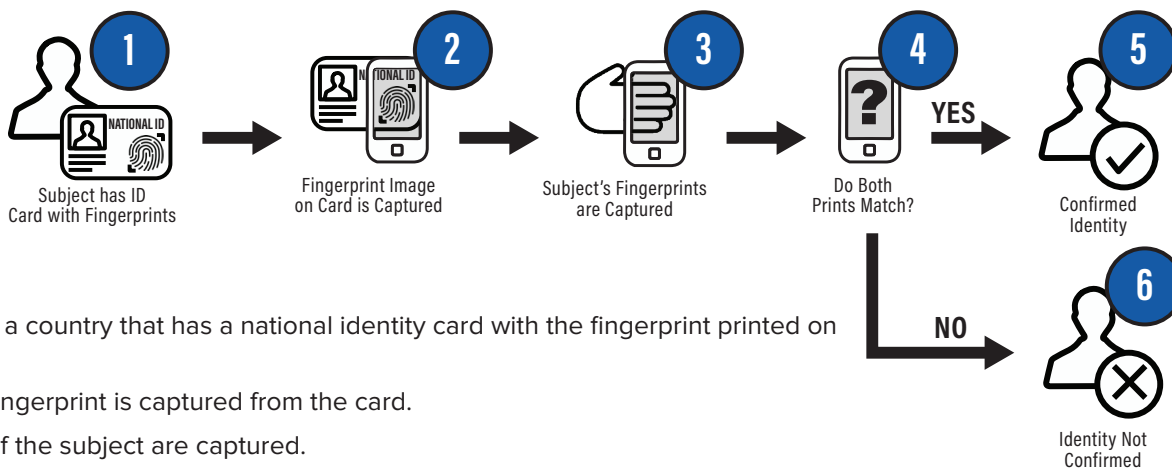 1
NATIONAL ID
Subject has ID
Card with Fingerprints
2
NATIONAL ID
Fingerprint Image
on Card is Captured
3
Subject's Fingerprints
are Captured
4
?
Do Both
Prints Match?
YES
5
Confirmed
Identity
NO
6
Identity Not
Confirmed
a country that has a national identity card with the fingerprint printed on
ngerprint is captured from the card.
f the subject are captured.